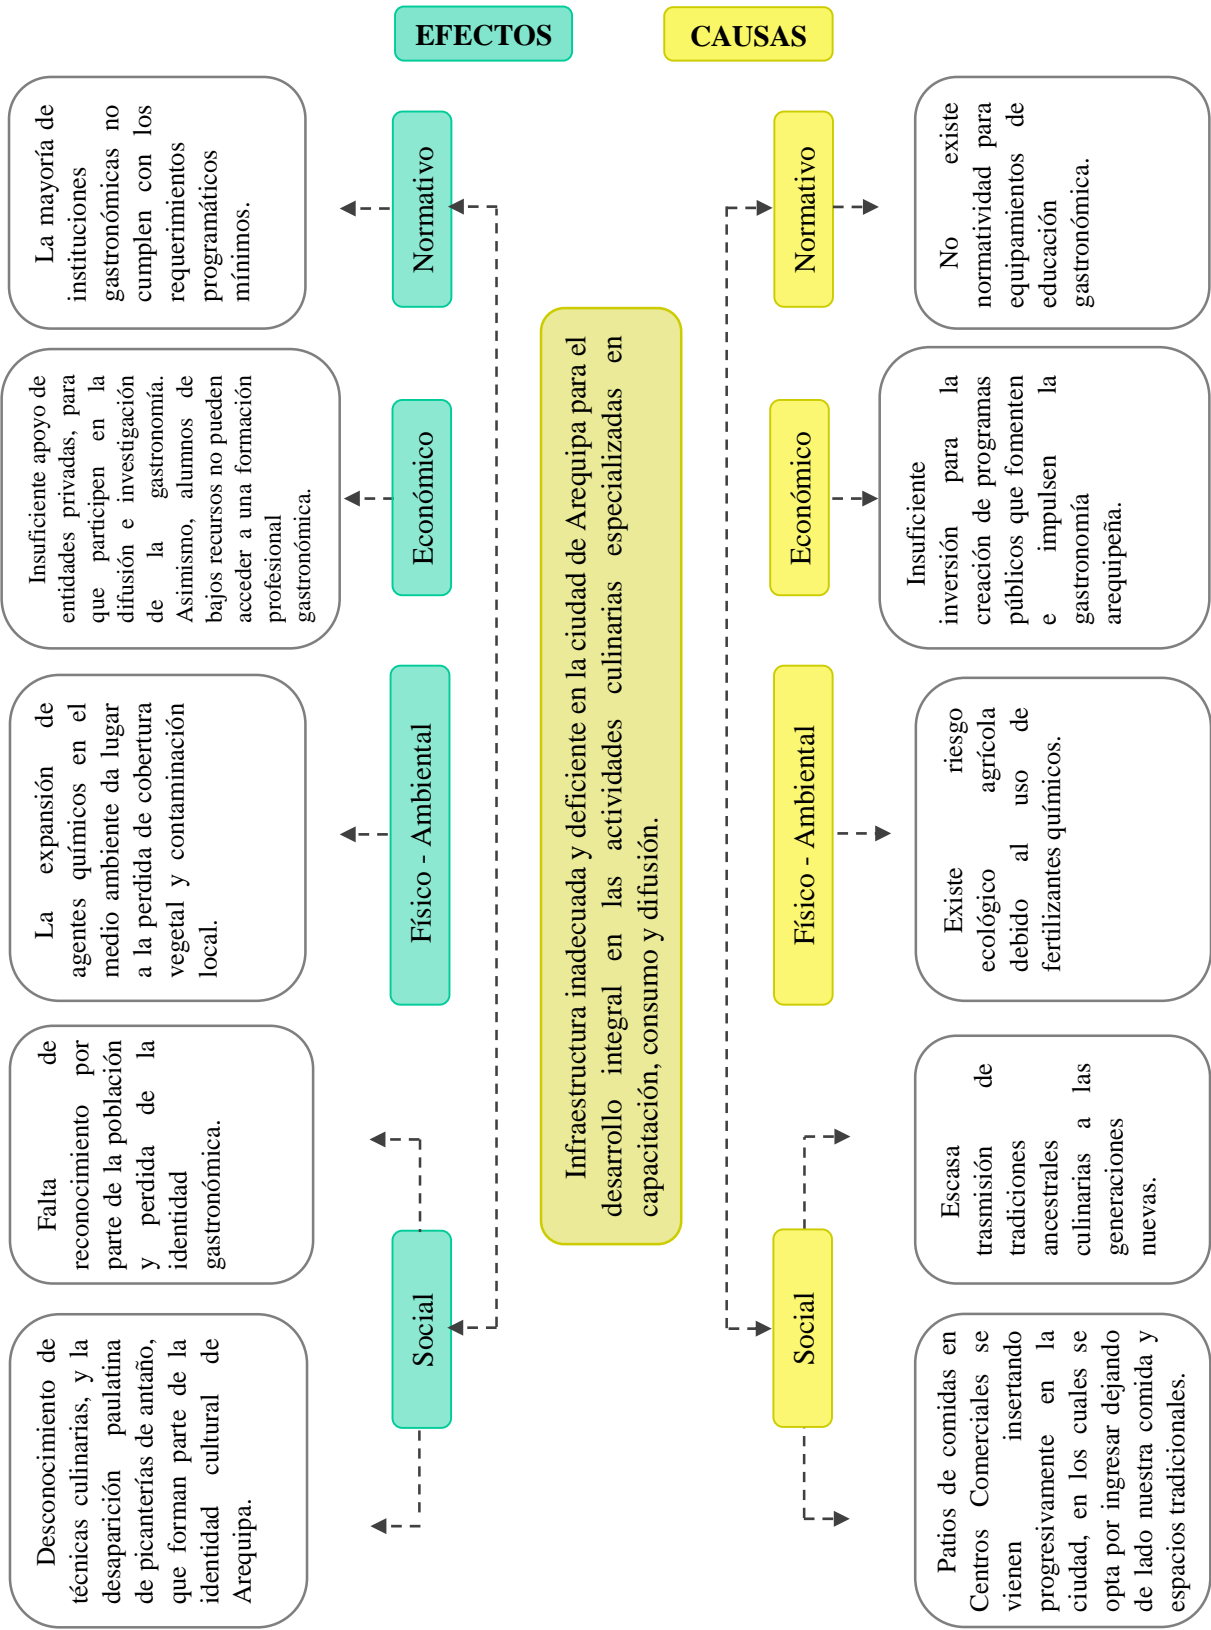 EFECTOS
Desconocimiento de
técnicas culinarias, y la
desaparición paulatina
de picanterías de antaño,
que forman parte de la
identidad cultural de
Arequipa.
Falta de
reconocimiento por
parte de la población
y perdida de la
identidad
gastronómica.
La expansión de
agentes químicos en el
medio ambiente da lugar
a la perdida de cobertura
vegetal y contaminación
local.
Insuficiente apoyo de
entidades privadas, para
que participen en la
difusión e investigación
de la gastronomía.
Asimismo, alumnos de
bajos recursos no pueden
acceder a una formación
profesional
gastronómica.
La mayoría de
instituciones
gastronómicas no
cumplen con los
requerimientos
programáticos
mínimos.
Social
Físico - Ambiental
Económico
Normativo
Infraestructura inadecuada y deficiente en la ciudad de Arequipa para el
desarrollo integral en las actividades culinarias especializadas en
capacitación, consumo y difusión.
CAUSAS
Social
Físico - Ambiental
Económico
Normativo
Patios de comidas en
Centros Comerciales se
vienen insertando
progresivamente en la
ciudad, en los cuales se
opta por ingresar dejando
de lado nuestra comida y
espacios tradicionales.
Escasa
trasmisión de
tradiciones
ancestrales
culinarias a las
generaciones
nuevas.
Existe riesgo
ecológico agrícola
debido al uso de
fertilizantes químicos.
Insuficiente
inversión para la
creación de programas
públicos que fomenten
e impulsen la
gastronomía
arequipeña.
No existe
normatividad para
equipamientos de
educación
gastronómica.